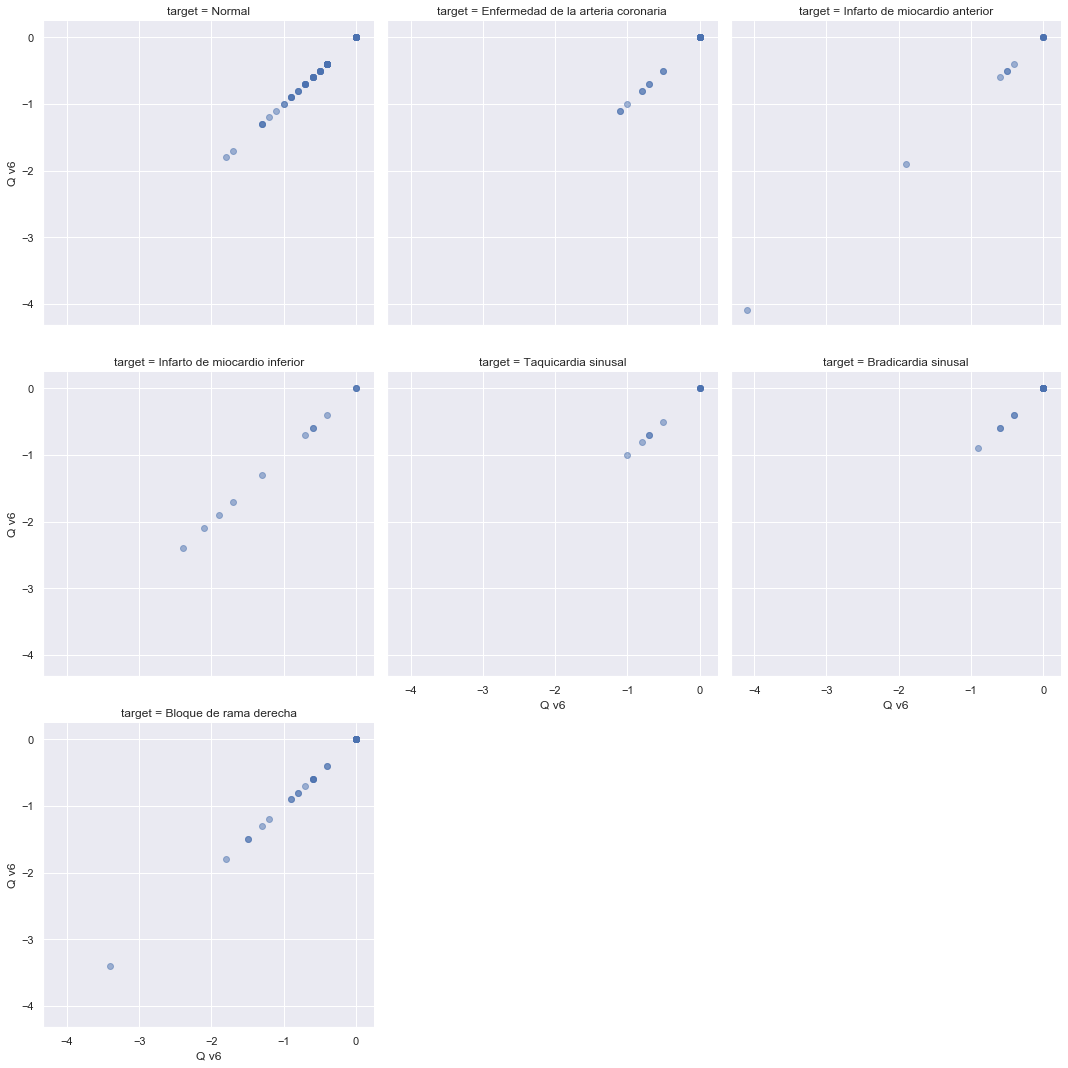 target = Normal
target = Enfermedad de la arteria coronaria
target = Infarto de miocardio anterior
0
−1
−2
−3
−4
Q v6
target = Infarto de miocardio inferior
target = Taquicardia sinusal
target = Bradicardia sinusal
0
−1
−2
−3
−4
Q v6
−4 −3 −2 −1 0
Q v6
−4 −3 −2 −1 0
Q v6
target = Bloque de rama derecha
0
−1
−2
−3
−4
Q v6
−4 −3 −2 −1 0
Q v6